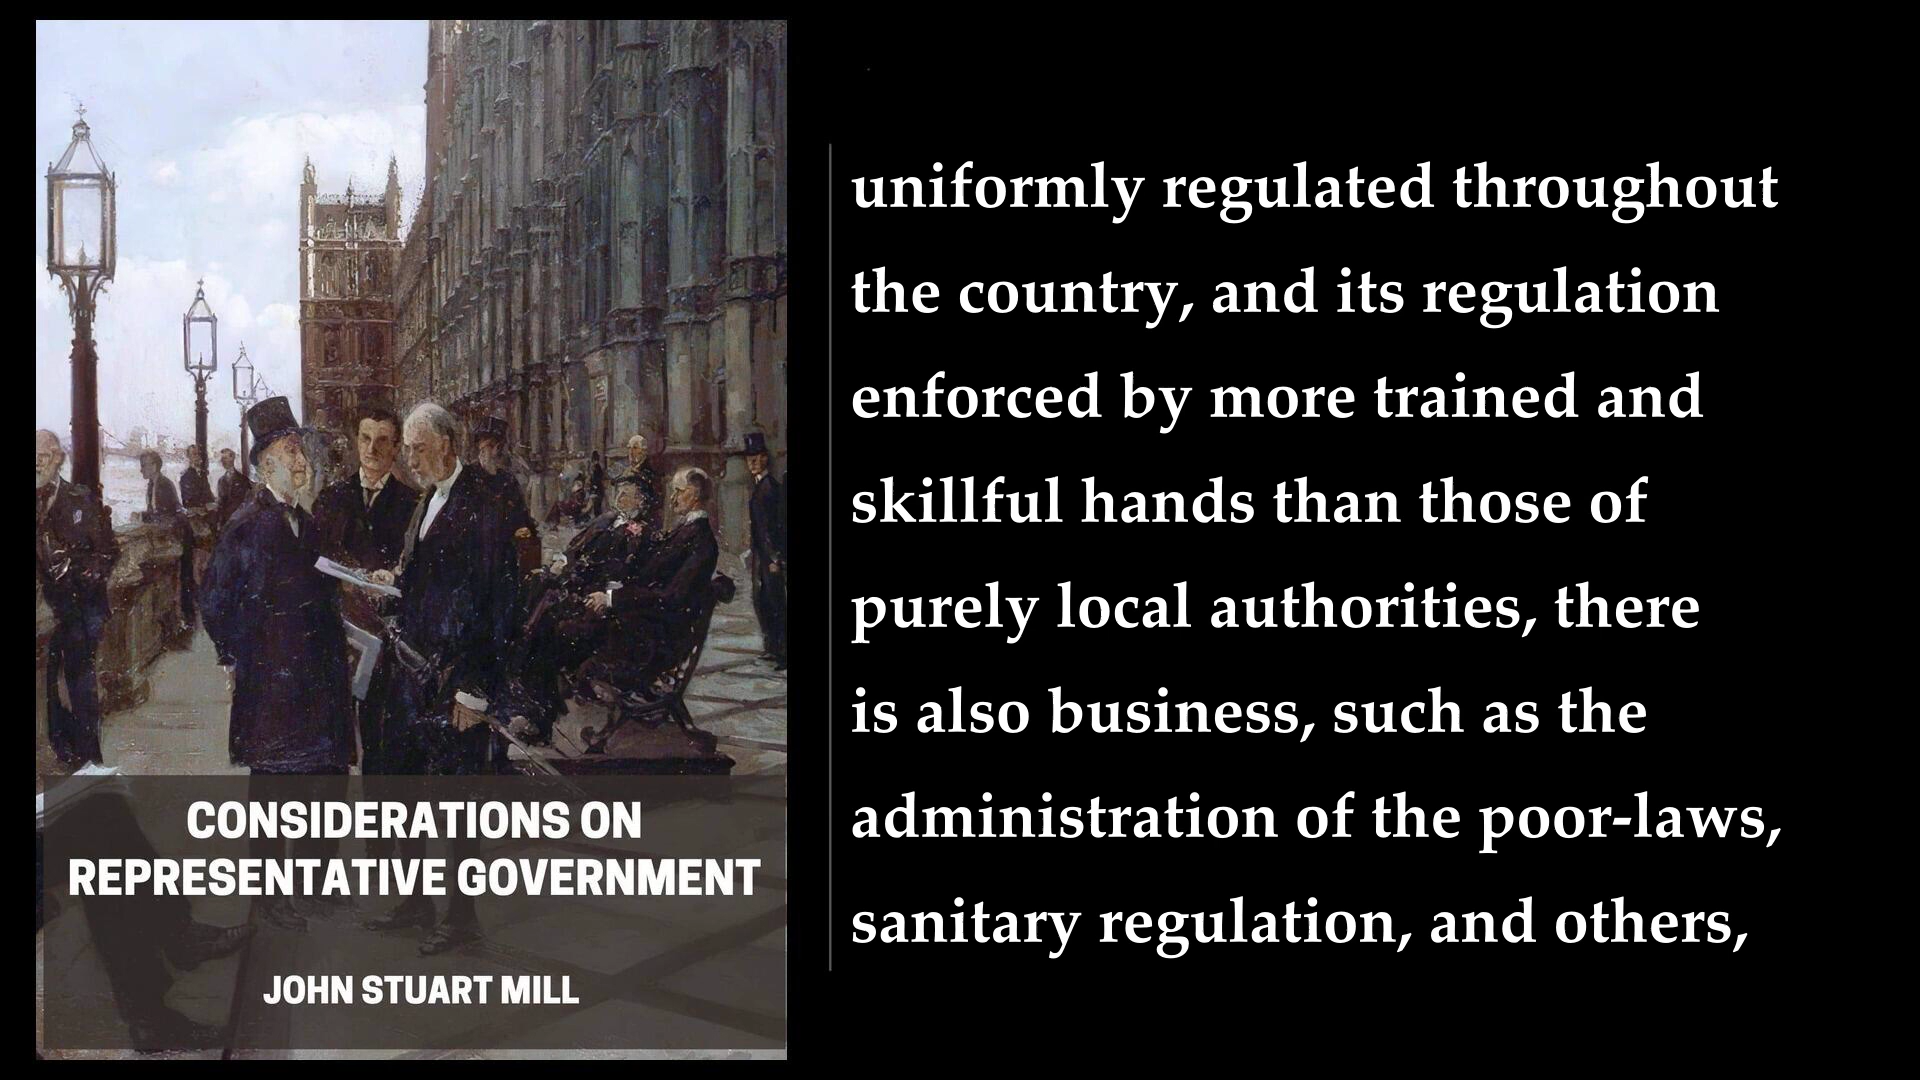 CONSIDERATIONS ON
REPRESENTATIVE GOVERNMENT
JOHN STUART MILL
uniformly regulated throughout
the country, and its regulation
enforced by more trained and
skillful hands than those of
purely local authorities, there
is also business, such as the
administration of the poor-laws,
sanitary regulation, and others,